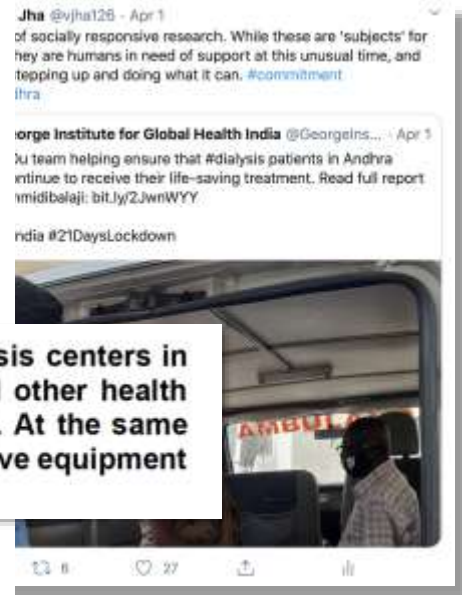 Jha @vjha126 · Apr 1
of socially responsive research. While these are 'subjects' for
hey are humans in need of support at this unusual time, and
tepping up and doing what it can. #commitment
dhra
eorge Institute for Global Health India @GeorgeIns... · Apr 1
Ou team helping ensure that #dialysis patients in Andhra
ontinue to receive their life-saving treatment. Read full report
nmidibalaji: bit.ly/2JwnWYY
ndia #21DaysLockdown
sis centers in
other health
. At the same
ve equipment
AMBULA
6 27